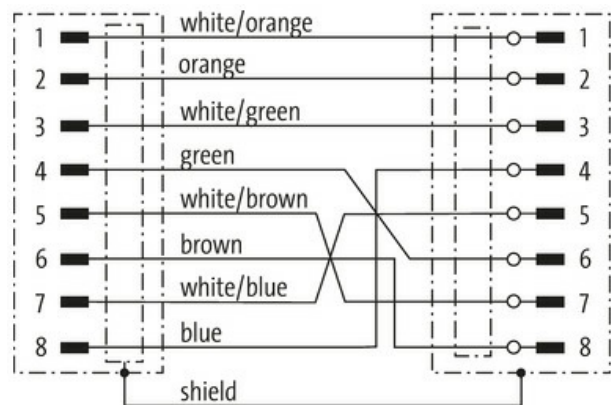 1 white/orange 1
2 orange 2
3 white/green 3
4 green 4
5 white/brown 5
6 brown 6
7 white/blue 7
8 blue 8
shield